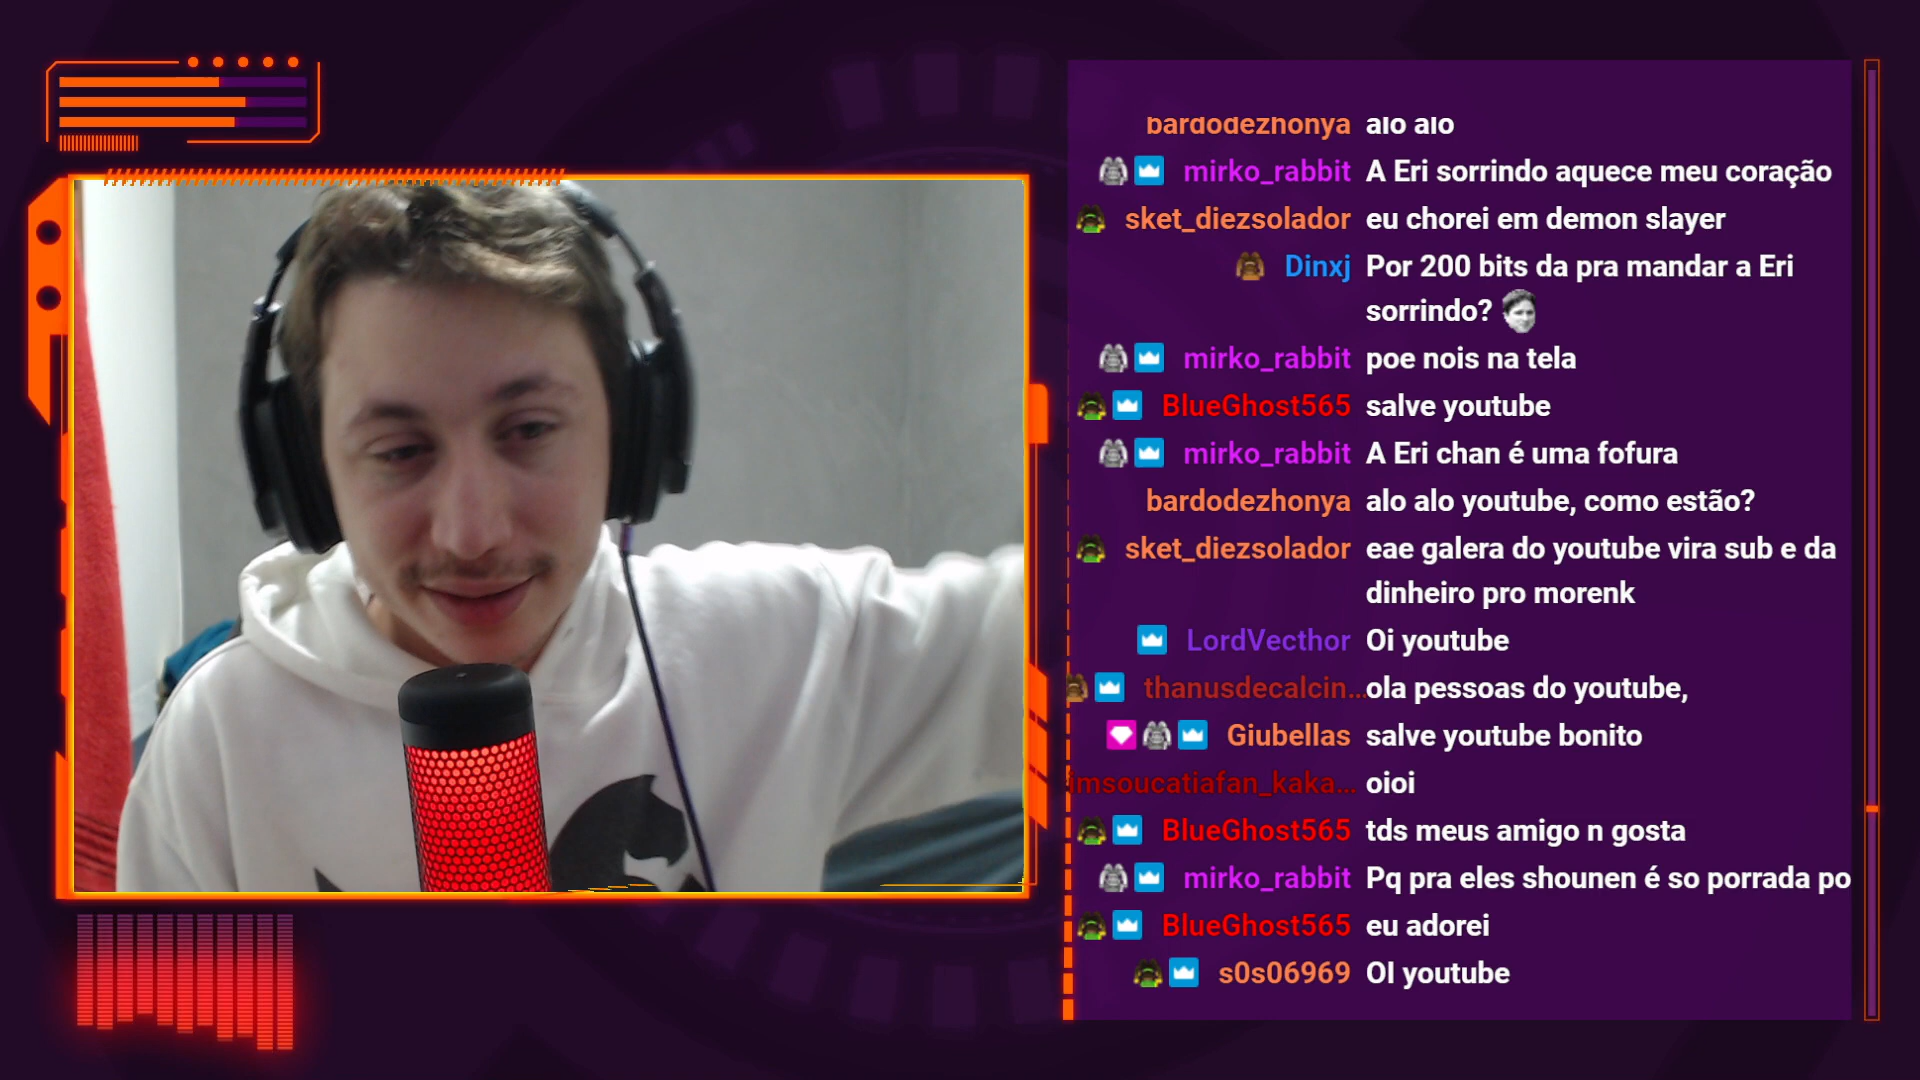 bardodezhonya alo alo
mirko_rabbit A Eri sorrindo aquece meu coração
sket_diezsolador eu chorei em demon slayer
Dinxj Por 200 bits da pra mandar a Eri
sorrindo?
mirko_rabbit poe nois na tela
BlueGhost565 salve youtube
mirko_rabbit A Eri chan é uma fofura
bardodezhonya alo alo youtube, como estão?
sket_diezsolador eae galera do youtube vira sub e da
dinheiro pro morenk
LordVecthor Oi youtube
thanusdecalcin... ola pessoas do youtube,
Giubellas salve youtube bonito
imsoucatiafan_kaka... oioi
BlueGhost565 tds meus amigo n gosta
mirko_rabbit Pq pra eles shounen é so porrada po
BlueGhost565 eu adorei
s0s06969 OI youtube